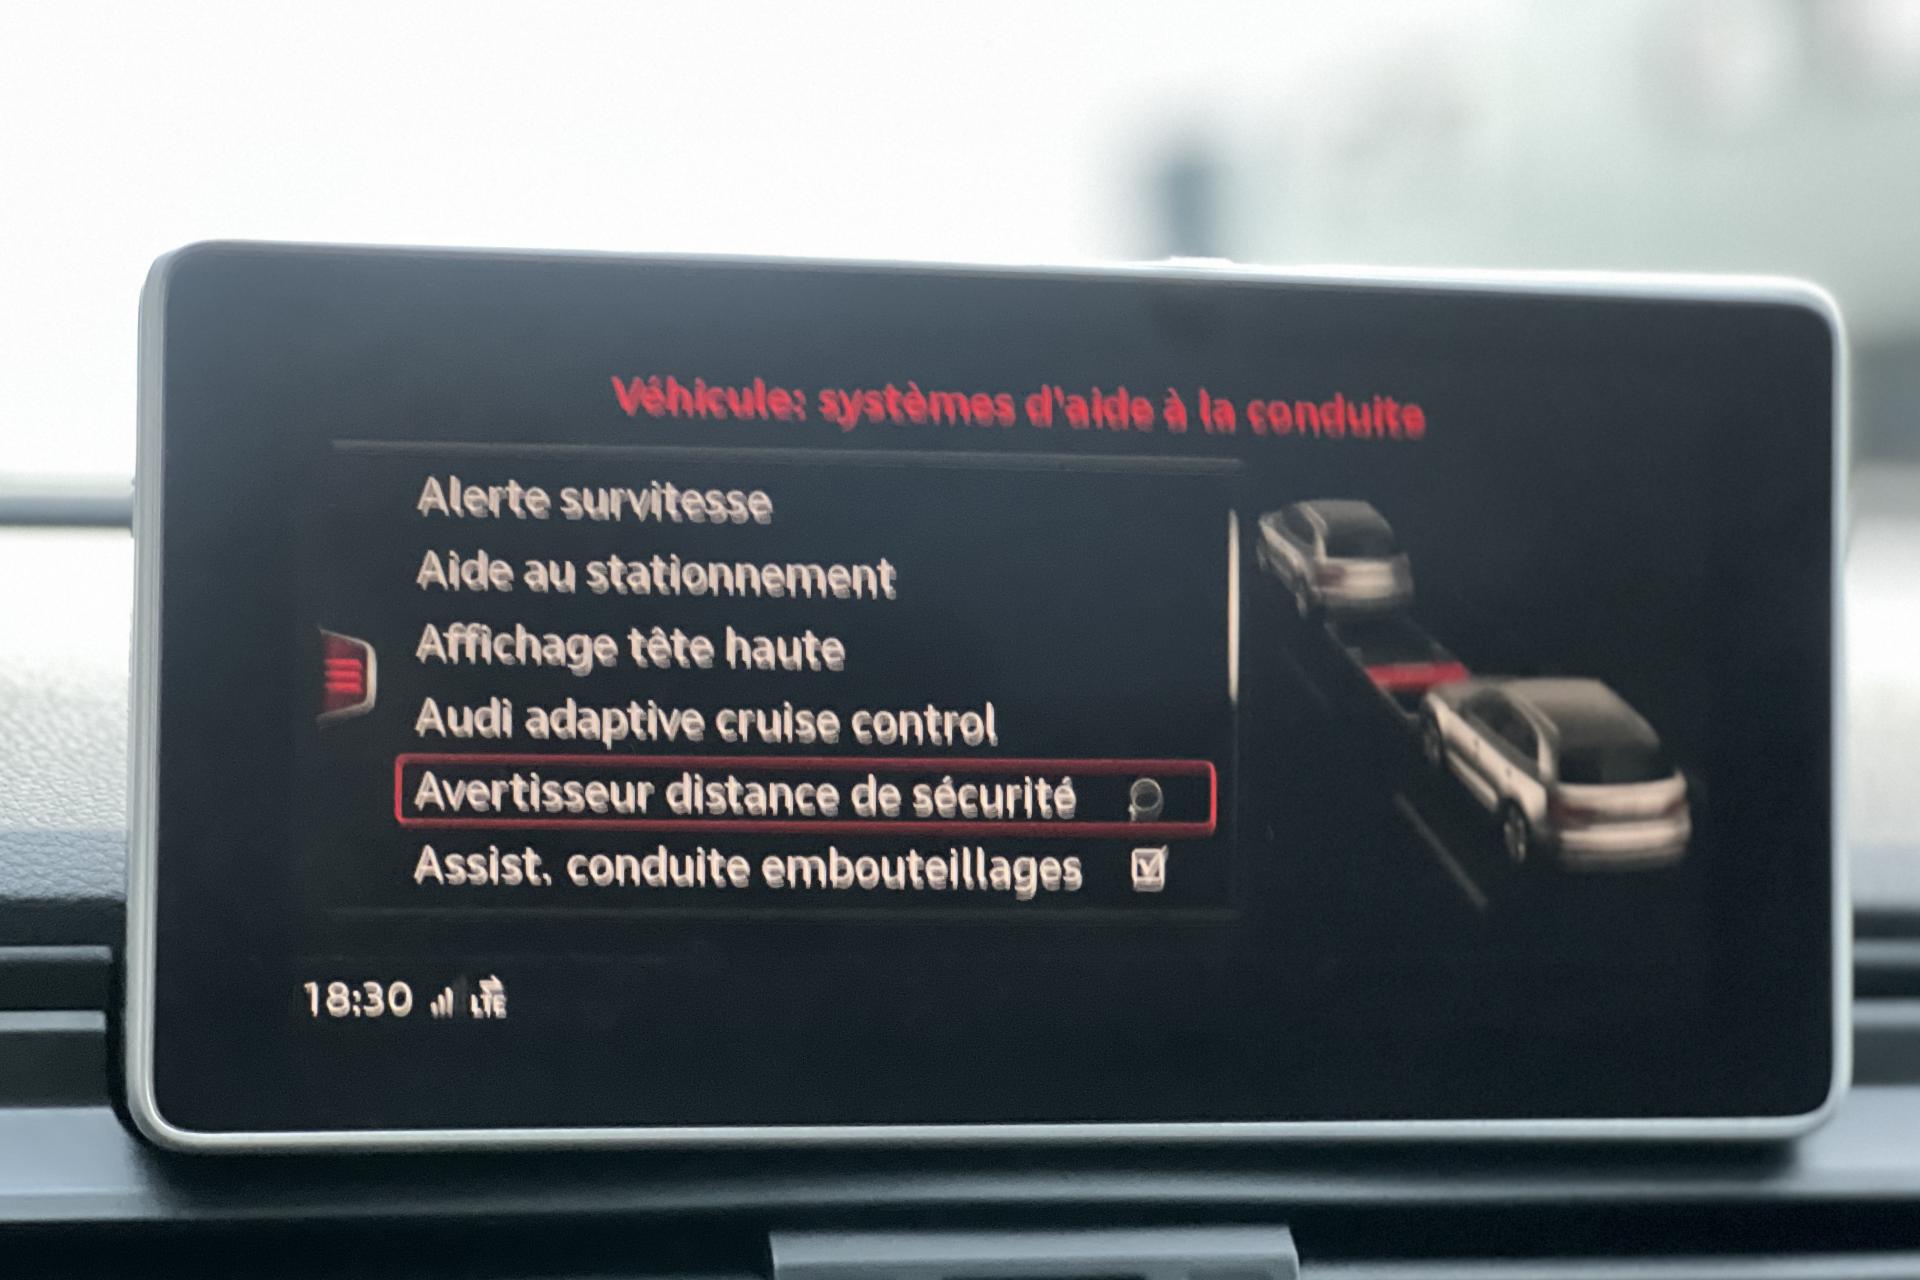 Véhicule: systèmes d'aide à la conduite
Alerte survitesse
Aide au stationnement
Affichage tête haute
Audi adaptive cruise control
Avertisseur distance de sécurité
Assist. conduite embouteillages
18:30 LTE